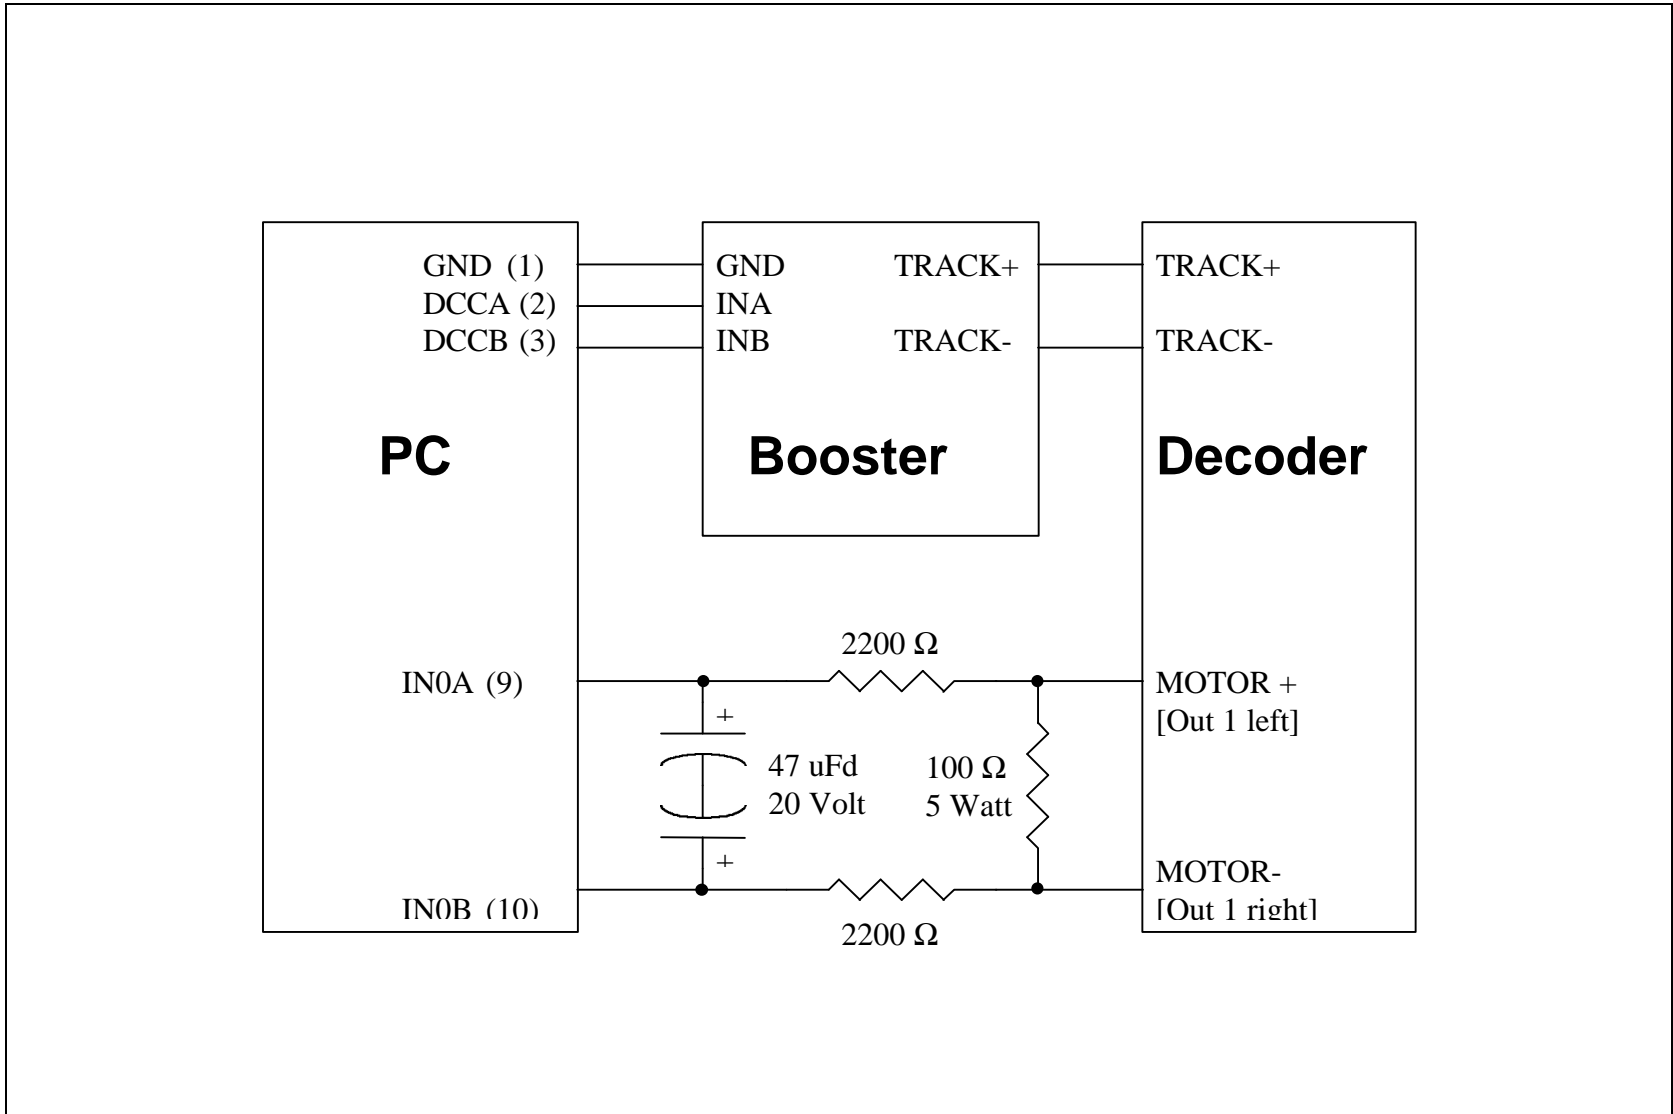 GND (1)
DCCA (2)
DCCB (3)
PC
IN0A (9)
IN0B (10)
GND
INA
INB
TRACK+
TRACK-
Booster
TRACK+
TRACK-
Decoder
MOTOR +
[Out 1 left]
MOTOR-
[Out 1 right]
2200 Ω
+
47 uFd
20 Volt
+
100 Ω
5 Watt
2200 Ω